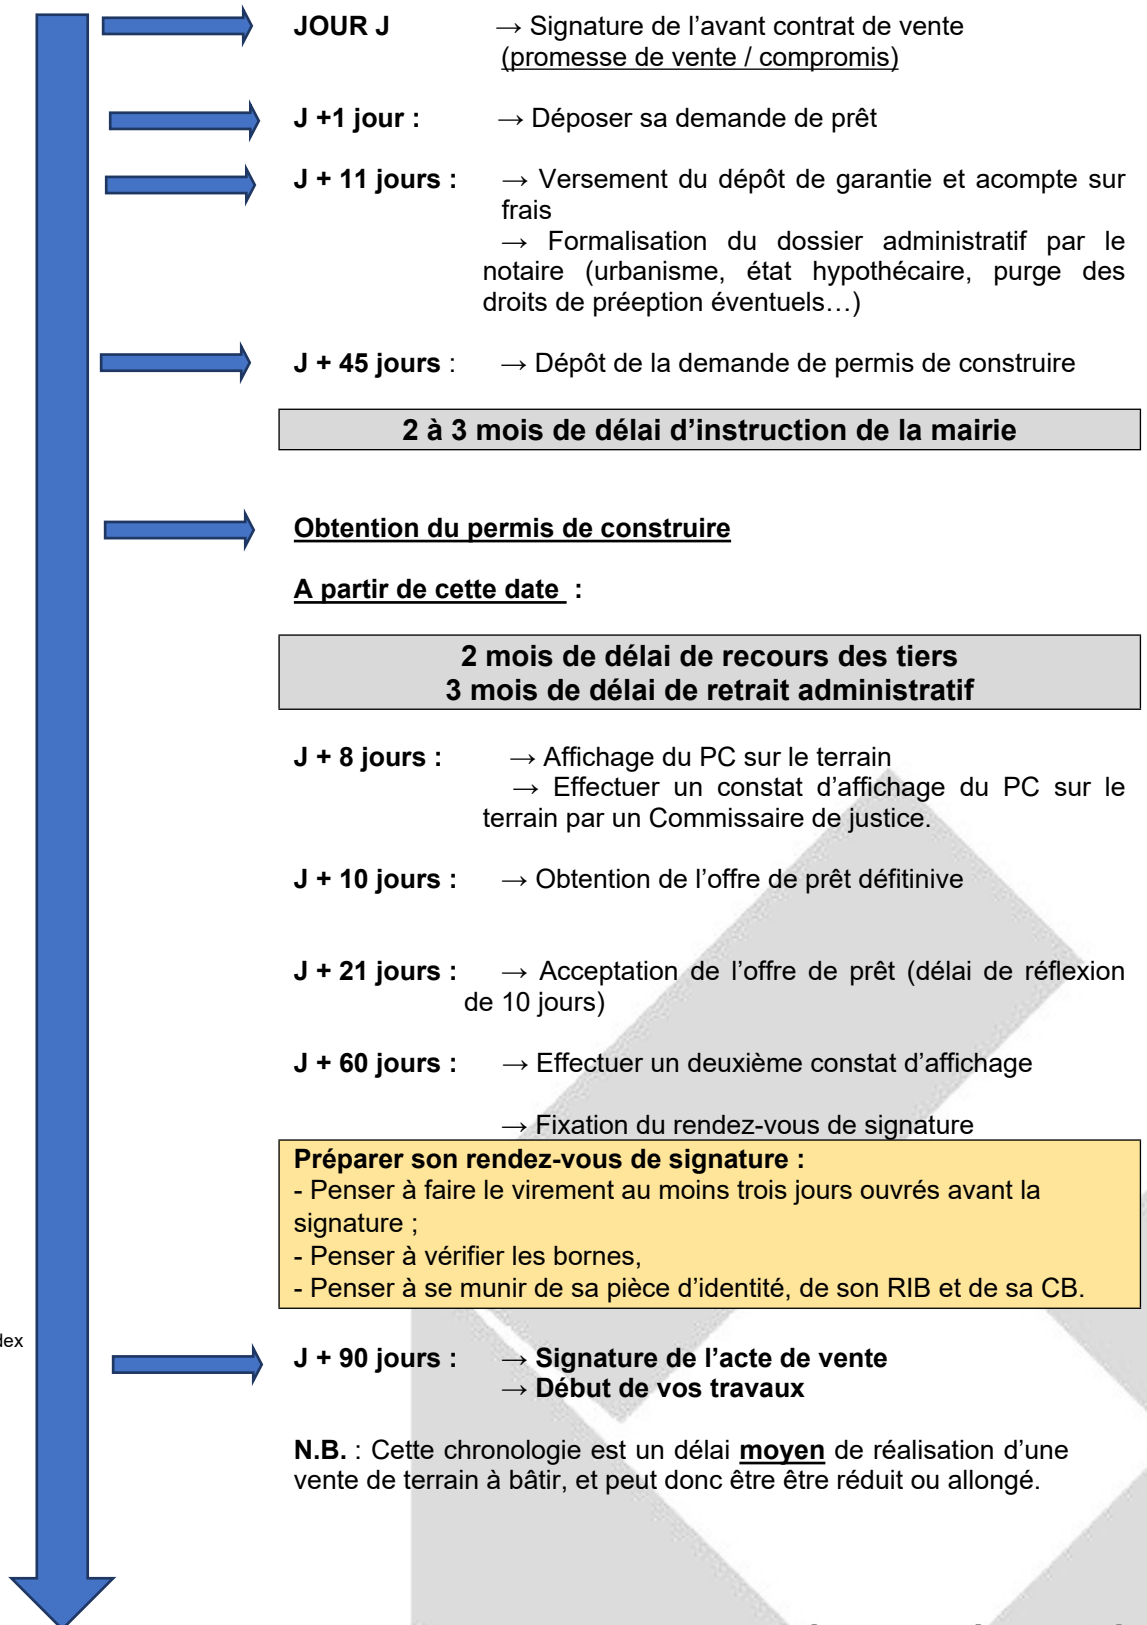 JOUR J → Signature de l’avant contrat de vente
(promesse de vente / compromis)
J +1 jour : → Déposer sa demande de prêt
J + 11 jours : → Versement du dépôt de garantie et acompte sur
frais
→ Formalisation du dossier administratif par le
notaire (urbanisme, état hypothécaire, purge des
droits de préeption éventuels…)
J + 45 jours : → Dépôt de la demande de permis de construire
2 à 3 mois de délai d’instruction de la mairie
Obtention du permis de construire
A partir de cette date :
2 mois de délai de recours des tiers
3 mois de délai de retrait administratif
J + 8 jours : → Affichage du PC sur le terrain
→ Effectuer un constat d’affichage du PC sur le
terrain par un Commissaire de justice.
J + 10 jours : → Obtention de l’offre de prêt défitinive
J + 21 jours : → Acceptation de l’offre de prêt (délai de réflexion
de 10 jours)
J + 60 jours : → Effectuer un deuxième constat d’affichage
→ Fixation du rendez-vous de signature
Préparer son rendez-vous de signature :
- Penser à faire le virement au moins trois jours ouvrés avant la
signature ;
- Penser à vérifier les bornes,
- Penser à se munir de sa pièce d’identité, de son RIB et de sa CB.
dex
J + 90 jours : → Signature de l’acte de vente
→ Début de vos travaux
N.B. : Cette chronologie est un délai moyen de réalisation d’une
vente de terrain à bâtir, et peut donc être être réduit ou allongé.